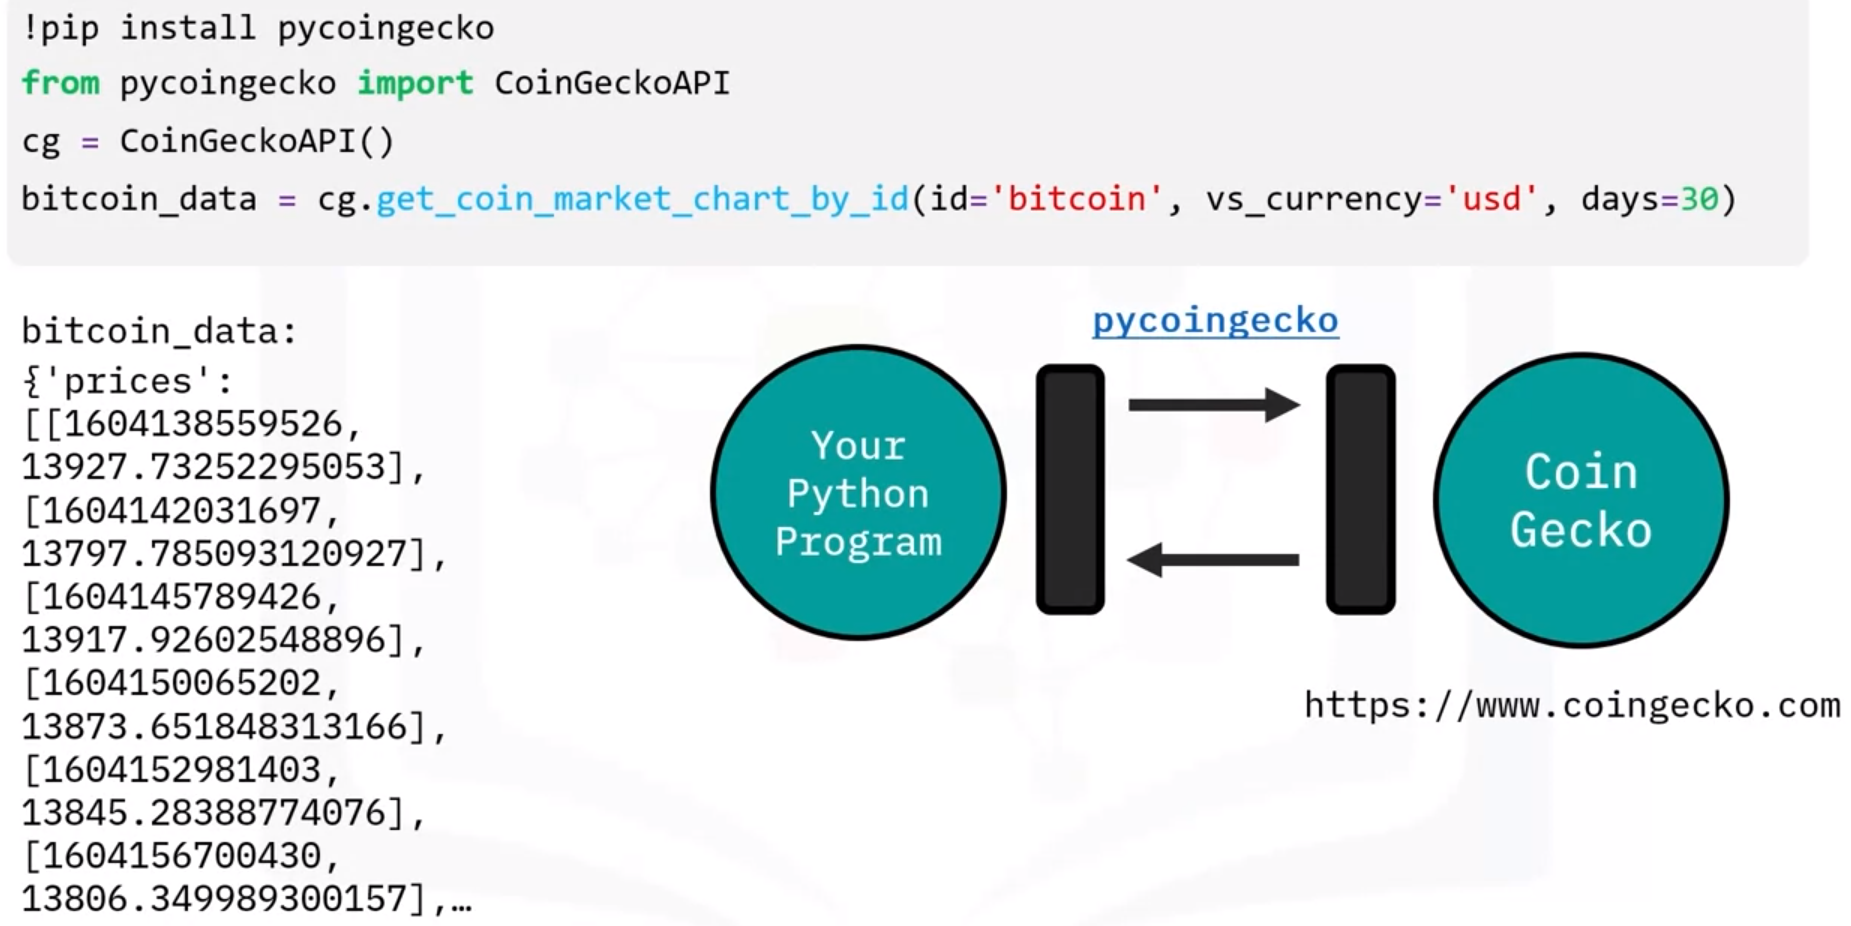 !pip install pycoingecko
from pycoingecko import CoinGeckoAPI
cg = CoinGeckoAPI()
bitcoin_data = cg.get_coin_market_chart_by_id(id='bitcoin', vs_currency='usd', days=30)
bitcoin_data:
{'prices':
[[1604138559526,
13927.73252295053],
[1604142031697,
13797.785093120927],
[1604145789426,
13917.92602548896],
[1604150065202,
13873.651848313166],
[1604152981403,
13845.28388774076],
[1604156700430,
13806.349989300157],…
pycoingecko
Your
Python
Program
Coin
Gecko
https://www.coingecko.com